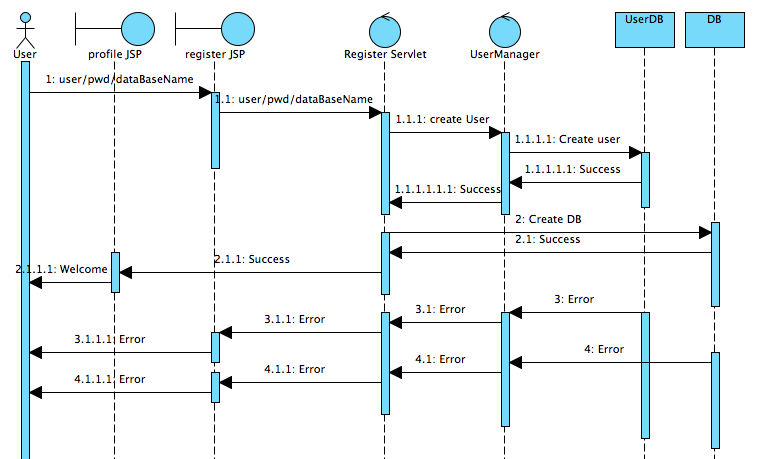 UserDB
DB
User
profile JSP
register JSP
Register Servlet
UserManager
1: user/pwd/dataBaseName
1.1: user/pwd/dataBaseName
1.1.1: create User
1.1.1.1: Create user
1.1.1.1.1: Success
1.1.1.1.1.1: Success
2: Create DB
2.1: Success
2.1.1: Success
2.1.1.1: Welcome
3: Error
3.1: Error
3.1.1: Error
3.1.1.1: Error
4: Error
4.1: Error
4.1.1: Error
4.1.1.1: Error